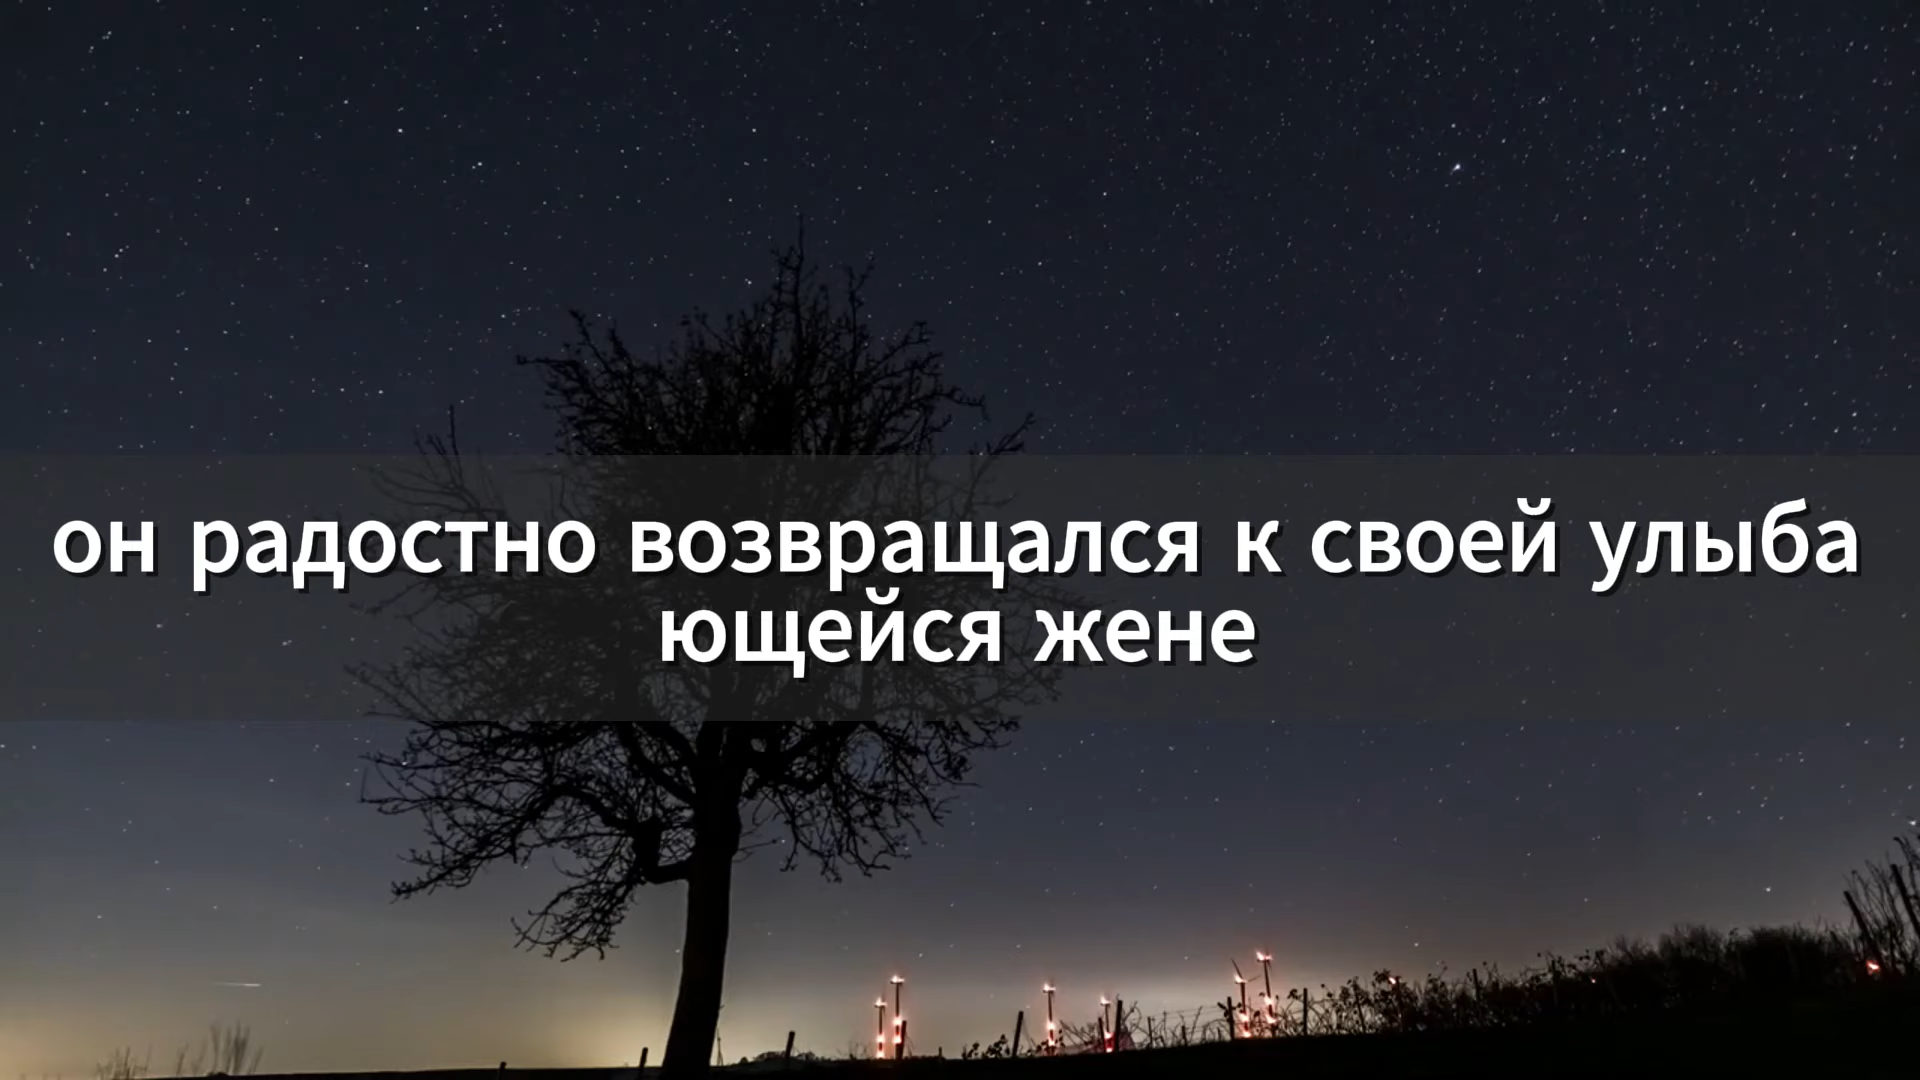 он радостно возвращался к своей улыба
ющейся жене